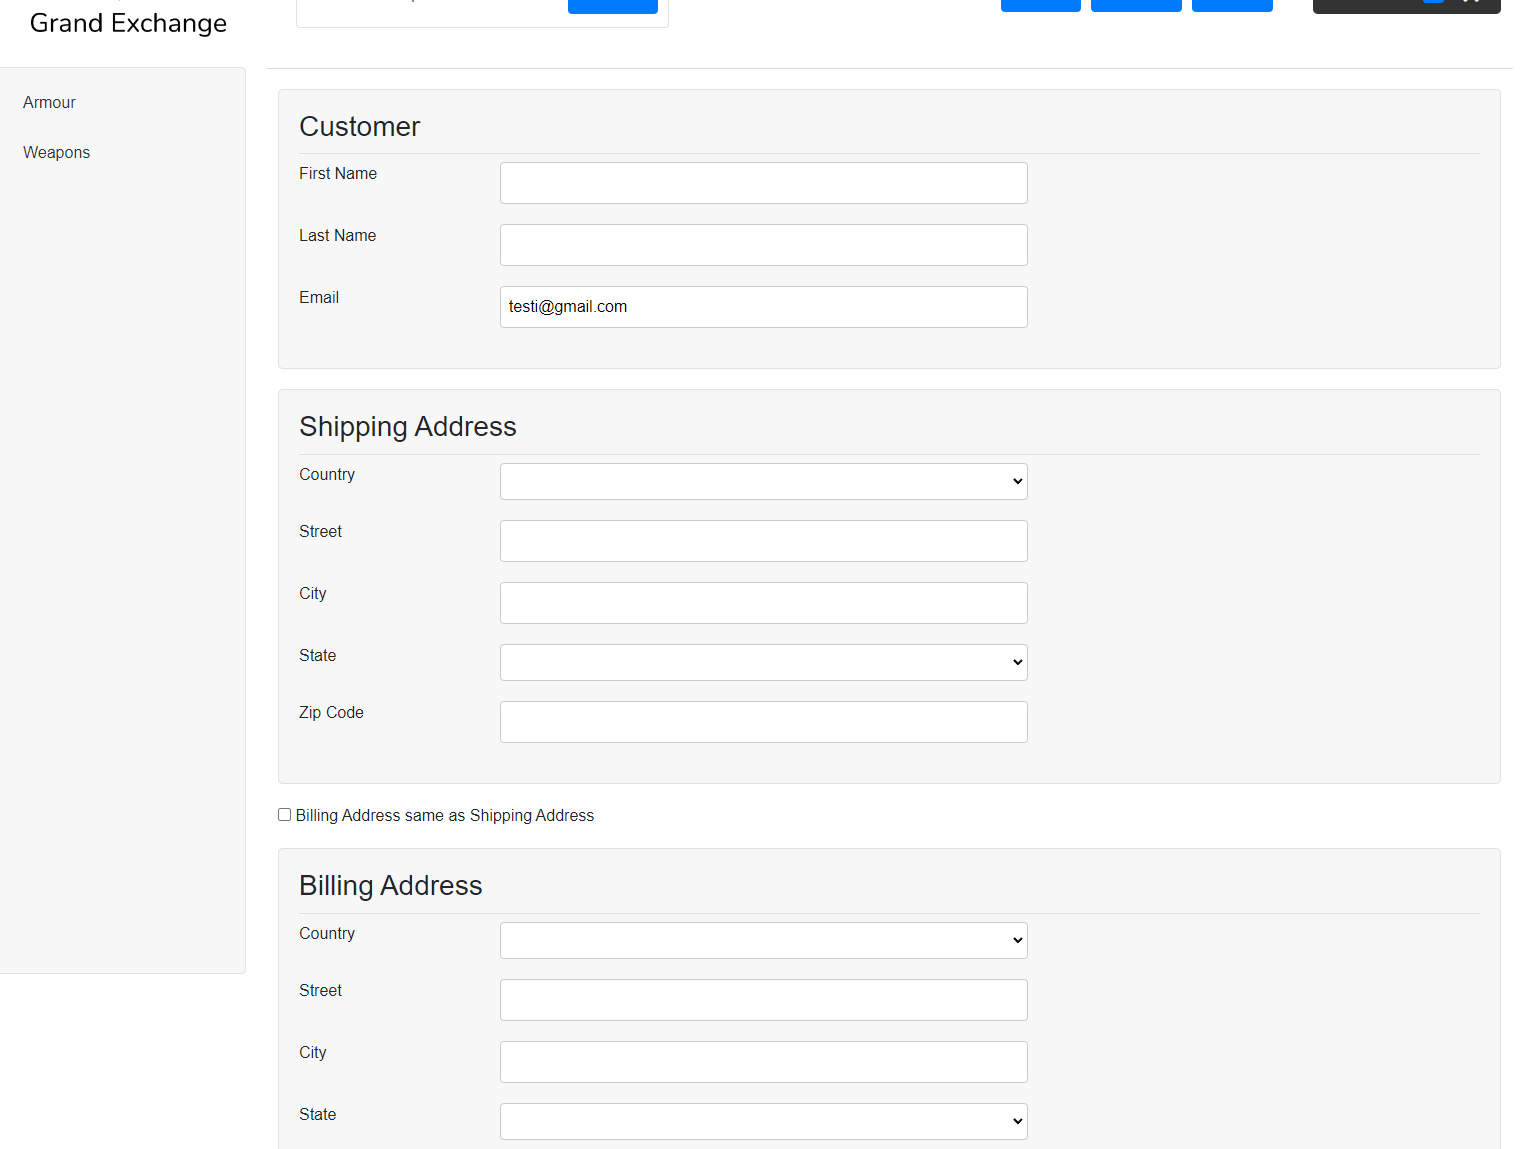 Grand Exchange
Armour
Weapons
Customer
First Name
Last Name
Email
testi@gmail.com
Shipping Address
Country
Street
City
State
Zip Code
Billing Address same as Shipping Address
Billing Address
Country
Street
City
State